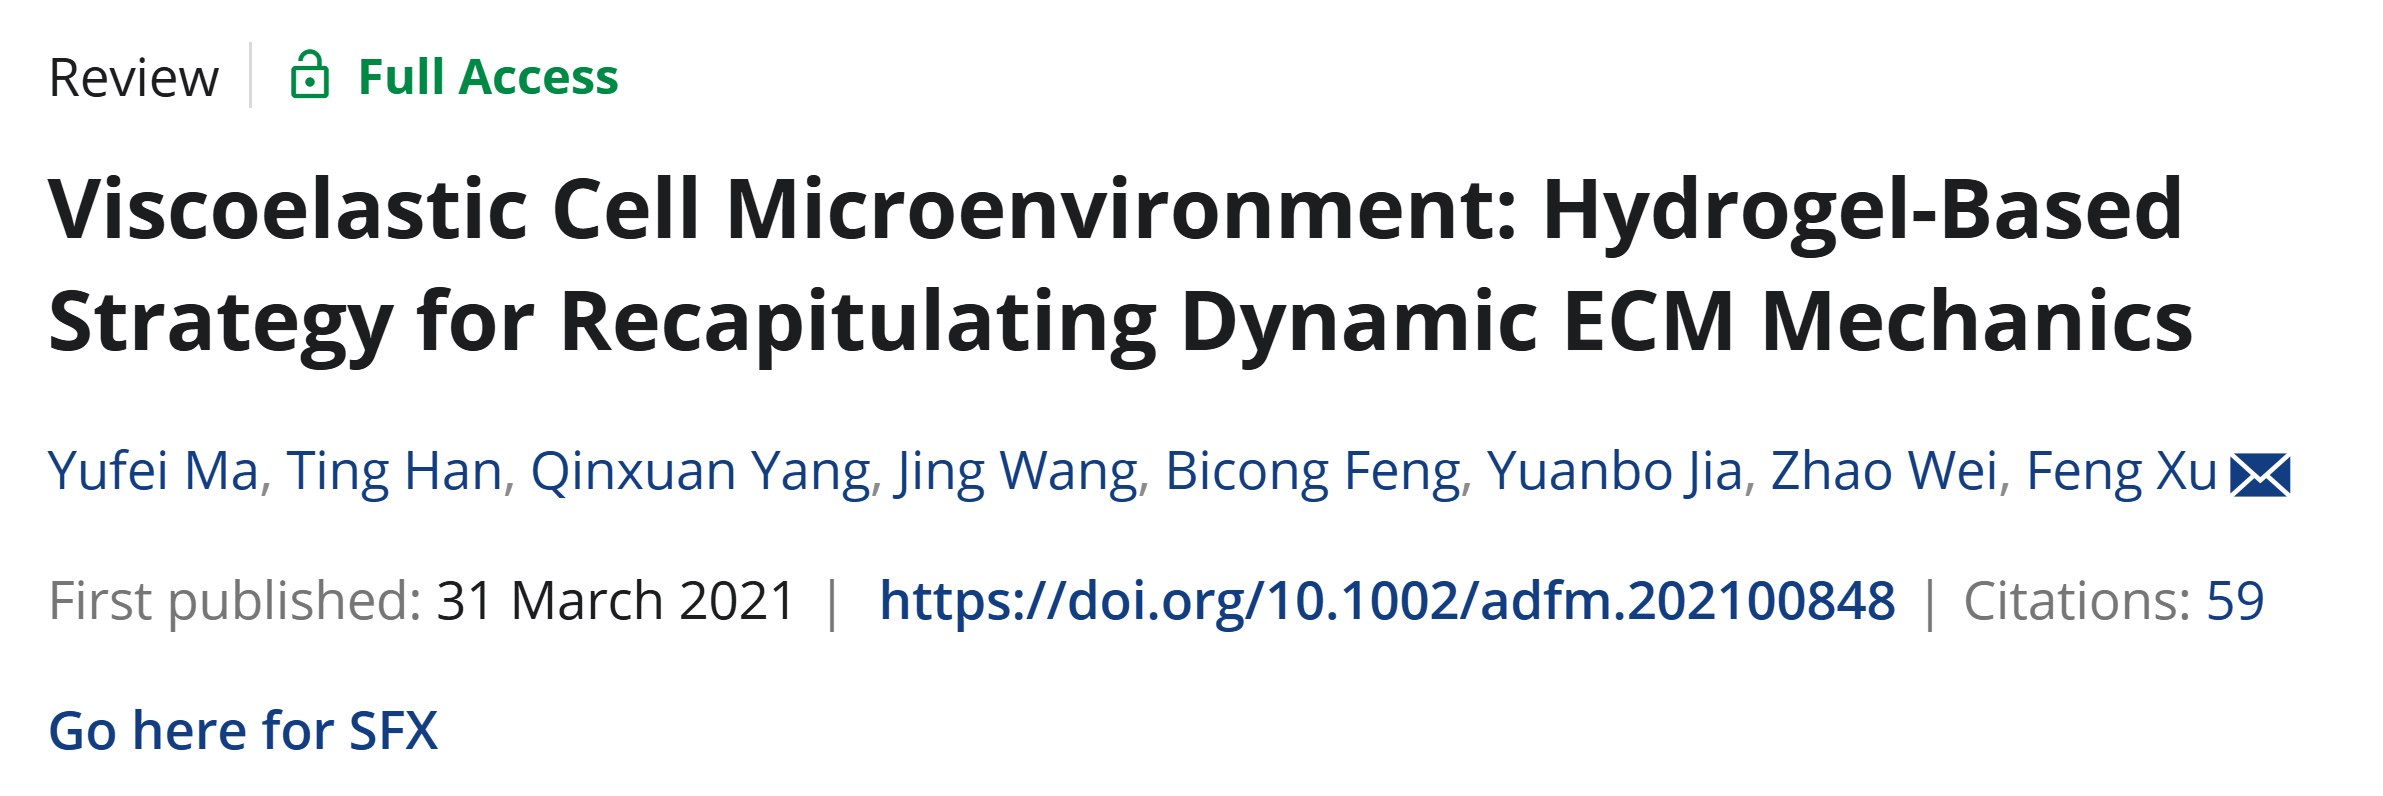 Review | Full Access
Viscoelastic Cell Microenvironment: Hydrogel-Based
Strategy for Recapitulating Dynamic ECM Mechanics
Yufei Ma, Ting Han, Qinxuan Yang, Jing Wang, Bicong Feng, Yuanbo Jia, Zhao Wei, Feng Xu
First published: 31 March 2021 | https://doi.org/10.1002/adfm.202100848 | Citations: 59
Go here for SFX